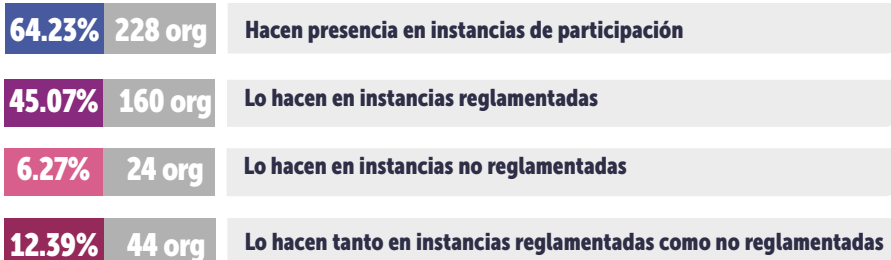 64.23% 228 org Hacen presencia en instancias de participación
45.07% 160 org Lo hacen en instancias reglamentadas
6.27% 24 org Lo hacen en instancias no reglamentadas
12.39% 44 org Lo hacen tanto en instancias reglamentadas como no reglamentadas